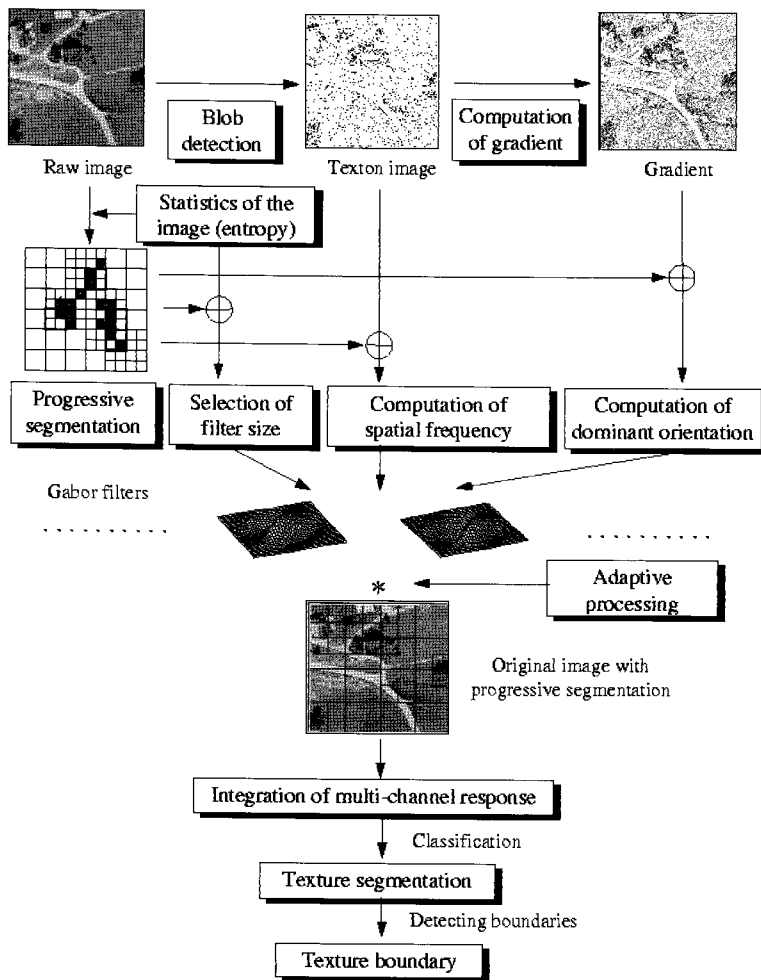 Blob
detection
Computation
of gradient
Raw image
Texton image
Gradient
Statistics of the
image (entropy)
Progressive
segmentation
Selection of
filter size
Computation of
spatial frequency
Computation of
dominant orientation
Gabor filters
*
Adaptive
processing
Original image with
progressive segmentation
Integration of multi-channel response
Classification
Texture segmentation
Detecting boundaries
Texture boundary